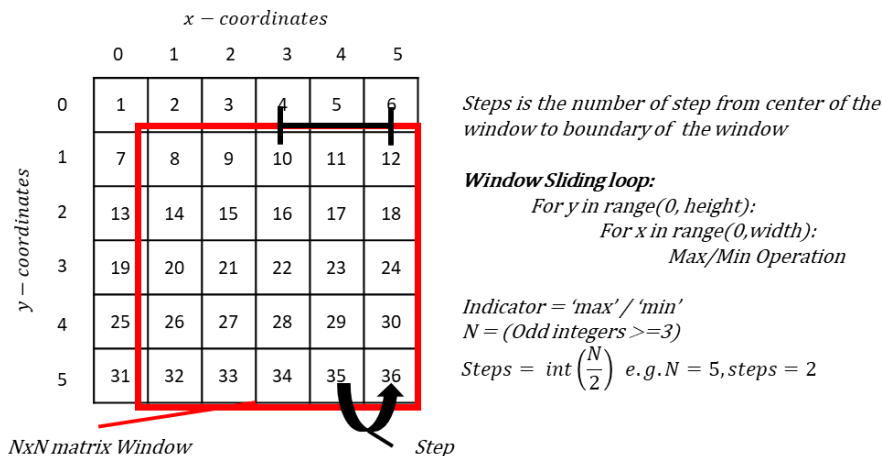 x − coordinates
0 1 2 3 4 5
y − coordinates
0 1 2 3 4 5 6
1 7 8 9 10 11 12
2 13 14 15 16 17 18
3 19 20 21 22 23 24
4 25 26 27 28 29 30
5 31 32 33 34 35 36
NxN matrix Window
Step
Steps is the number of step from center of the
window to boundary of the window
Window Sliding loop:
For y in range(0, height):
For x in range(0,width):
Max/Min Operation
Indicator = ‘max’ / ‘min’
N = (Odd integers >=3)
Steps = int(N/2) e.g. N = 5, steps = 2